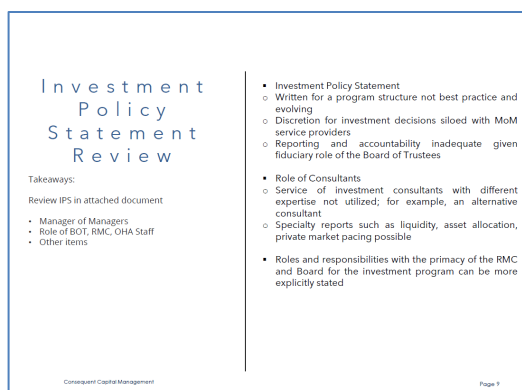 Investment
Policy
Statement
Review
Takeaways:
Review IPS in attached document
• Manager of Managers
• Role of BOT, RMC, OHA Staff
• Other items
▪ Investment Policy Statement
o Written for a program structure not best practice and
evolving
o Discretion for investment decisions siloed with MoM
service providers
o Reporting and accountability inadequate given
fiduciary role of the Board of Trustees
▪ Role of Consultants
o Service of investment consultants with different
expertise not utilized; for example, an alternative
consultant
o Specialty reports such as liquidity, asset allocation,
private market pacing possible
▪ Roles and responsibilities with the primacy of the RMC
and Board for the investment program can be more
explicitly stated
Consequent Capital Management
Page 9